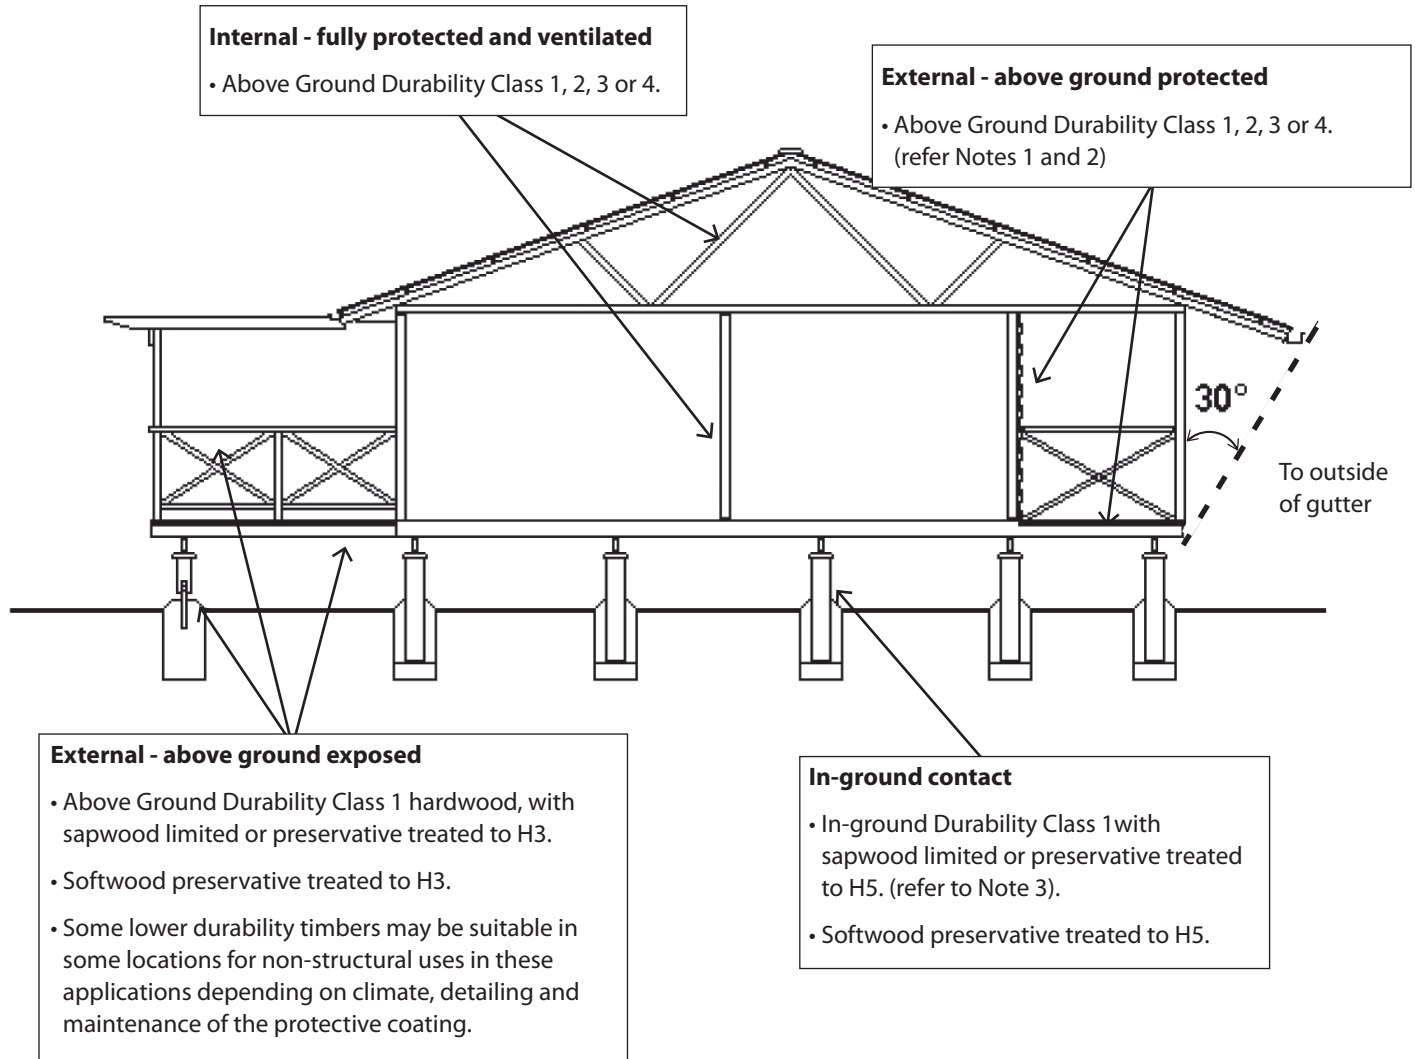 Internal - fully protected and ventilated
• Above Ground Durability Class 1, 2, 3 or 4.
External - above ground protected
• Above Ground Durability Class 1, 2, 3 or 4.
(refer Notes 1 and 2)
30°
To outside
of gutter
External - above ground exposed
• Above Ground Durability Class 1 hardwood, with
sapwood limited or preservative treated to H3.
• Softwood preservative treated to H3.
• Some lower durability timbers may be suitable in
some locations for non-structural uses in these
applications depending on climate, detailing and
maintenance of the protective coating.
In-ground contact
• In-ground Durability Class 1with
sapwood limited or preservative treated
to H5. (refer to Note 3).
• Softwood preservative treated to H5.